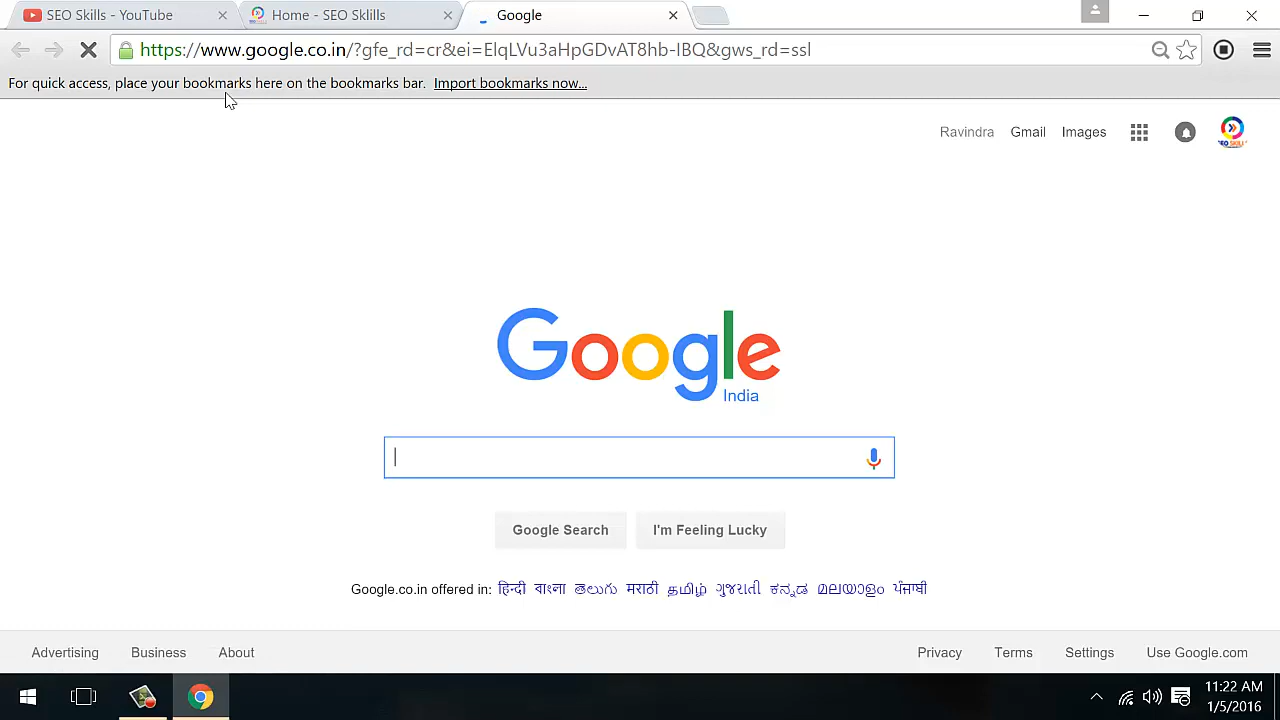 SEO Skills - YouTube
Home - SEO Sklills
Google
https://www.google.co.in/?gfe_rd=cr&ei=ElqLVu3aHpGDvAT8hb-IBQ&gws_rd=ssl
For quick access, place your bookmarks here on the bookmarks bar. Import bookmarks now...
Ravindra Gmail Images
Google
India
Google Search I'm Feeling Lucky
Google.co.in offered in: हिन्दी বাংলা తెలుగు मराठी தமிழ் ગુજરાતી ಕನ್ನಡ മലയാളം ਪੰਜਾਬੀ
Advertising Business About Privacy Terms Settings Use Google.com
11:22 AM
1/5/2016